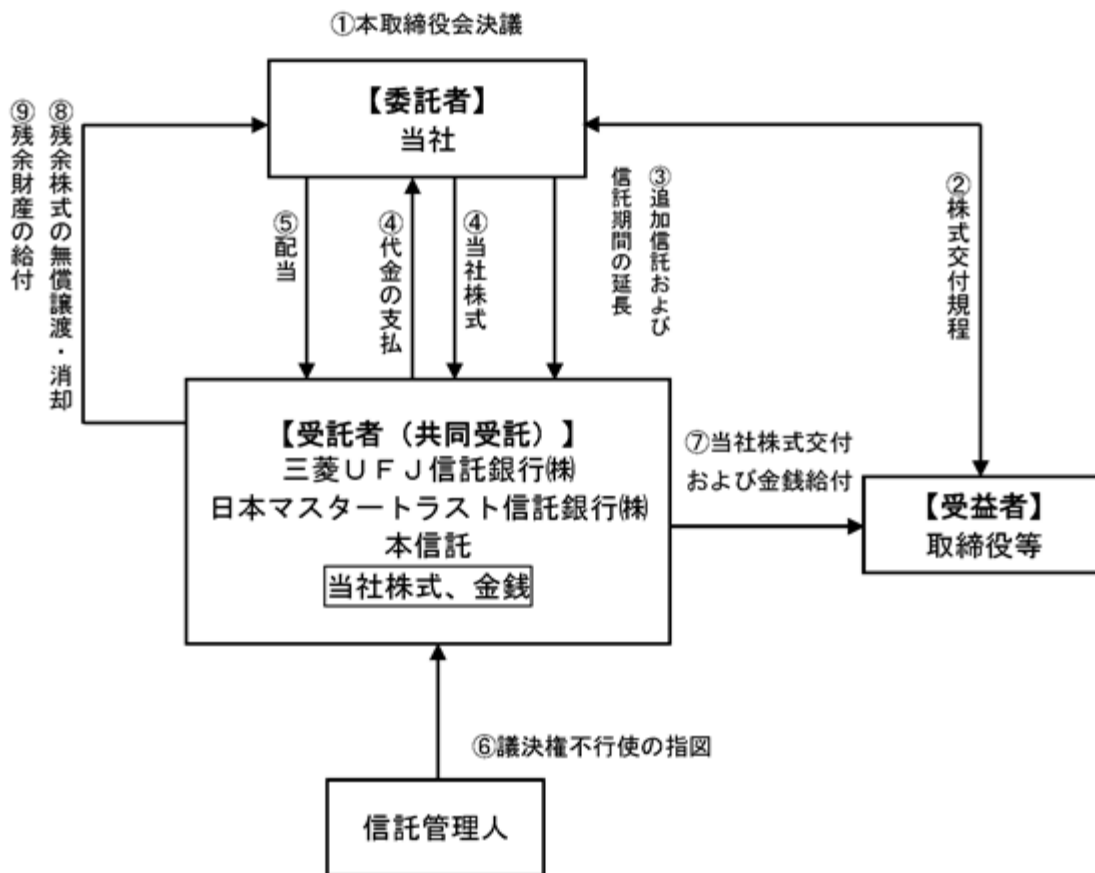 ①本取締役会決議
【委託者】
当社
⑨残余財産の給付
⑧残余株式の無償譲渡・消却
⑤配当
④代金の支払
④当社株式
③追加信託および
信託期間の延長
②株式交付規程
【受託者（共同受託）】
三菱ＵＦＪ信託銀行㈱
日本マスタートラスト信託銀行㈱
本信託
当社株式、金銭
⑦当社株式交付
および金銭給付
【受益者】
取締役等
⑥議決権不行使の指図
信託管理人